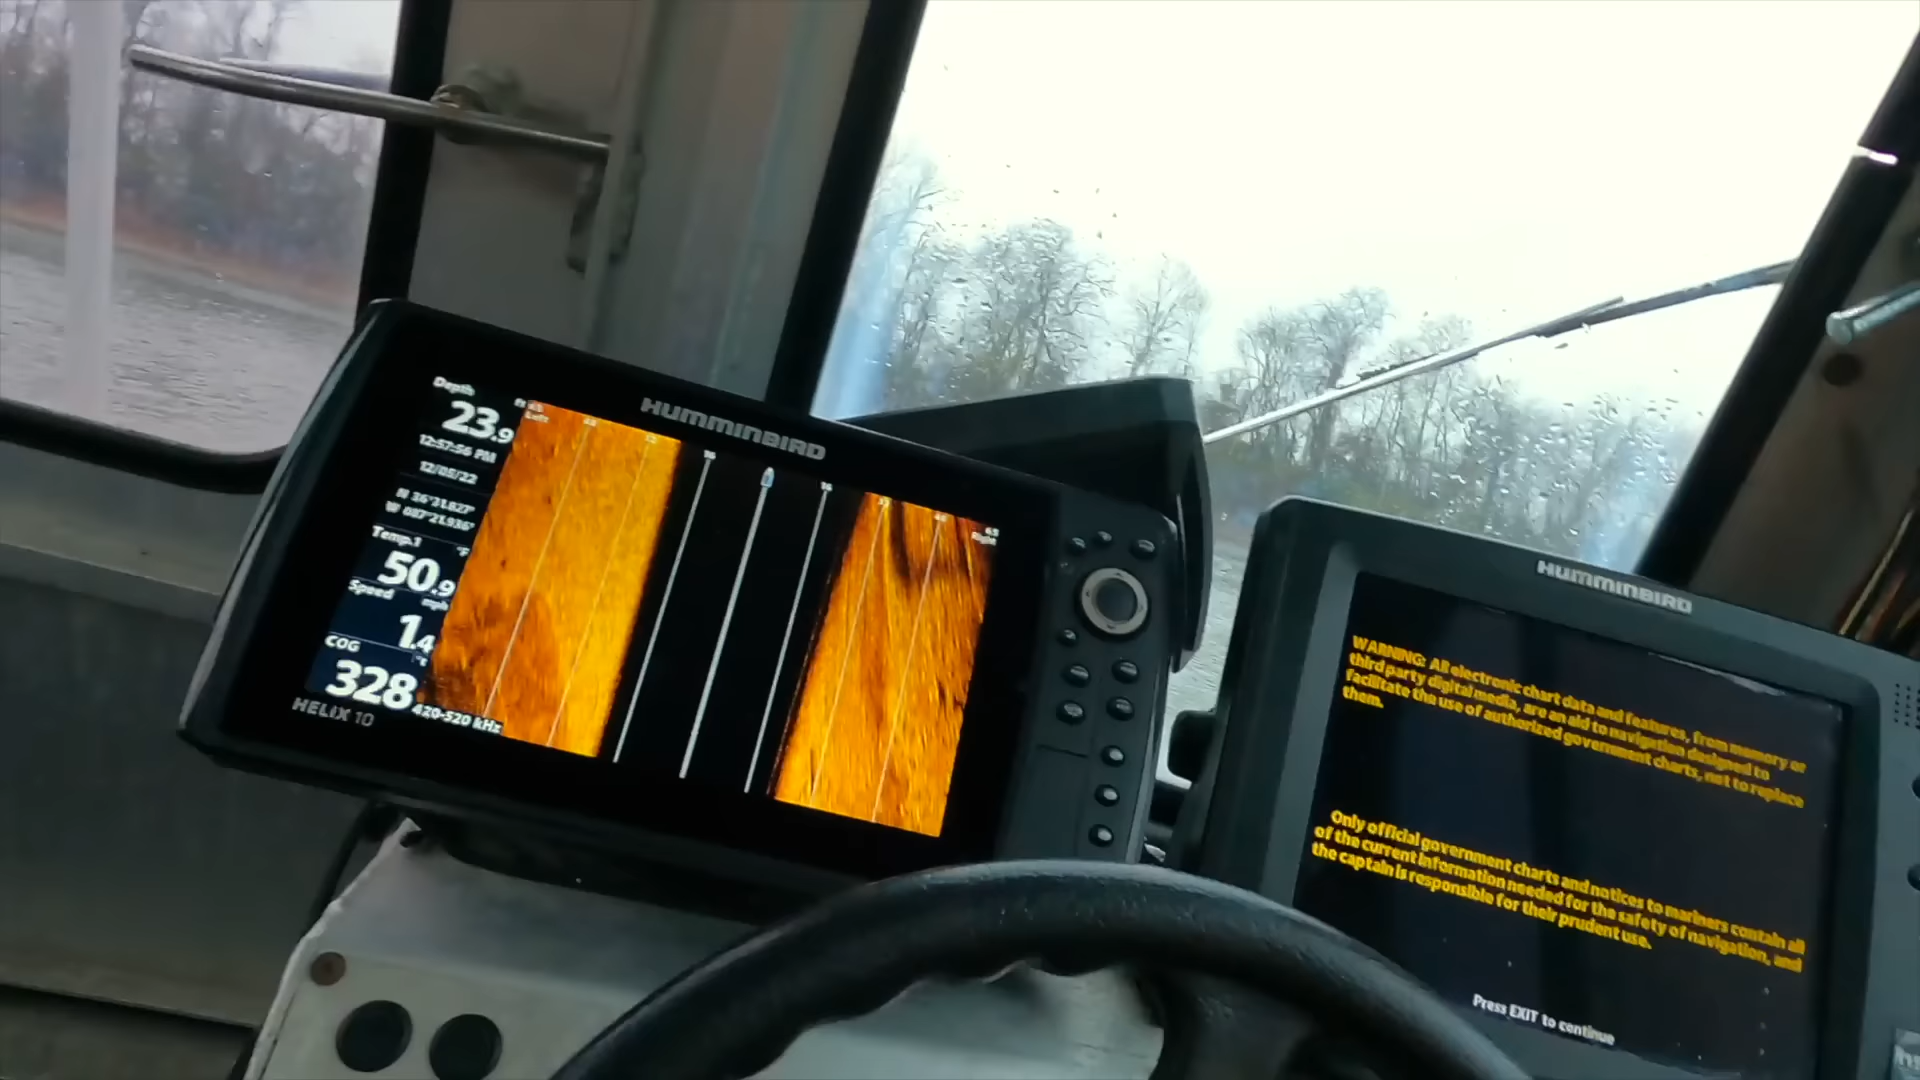 HUMMINBIRD
Depth
23.9
12:57:56 PM
12/05/22
N 36°31.827'
W 087°21.936'
Temp.1
°F
50.9
Speed
mph
1.4
COG
328
HELIX 10
420-520 kHz
Left
16
16
Right
HUMMINBIRD
WARNING: All electronic chart data and features, from memory or
third party digital media, are an aid to navigation designed to
facilitate the use of authorized government charts, not to replace
them.
Only official government charts and notices to mariners contain all
of the current information needed for the safety of navigation, and
the captain is responsible for their prudent use.
Press EXIT to continue